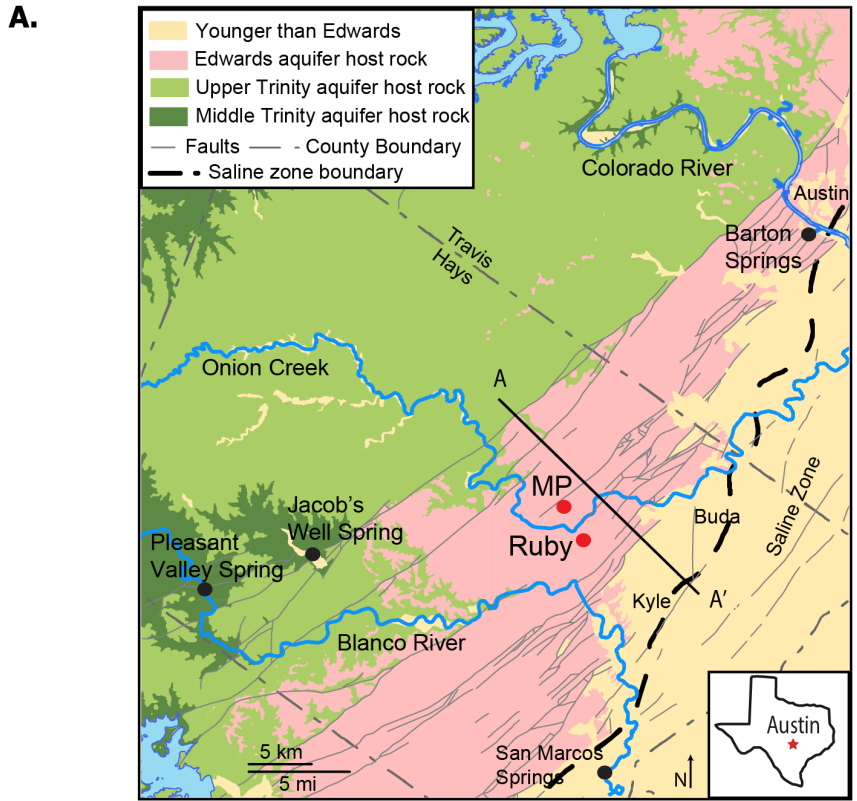 A.
Younger than Edwards
Edwards aquifer host rock
Upper Trinity aquifer host rock
Middle Trinity aquifer host rock
Faults
County Boundary
Saline zone boundary
Colorado River
Austin
Barton
Springs
Travis
Hays
Onion Creek
A
MP
Ruby
Jacob's
Well Spring
Pleasant
Valley Spring
Buda
Saline Zone
Kyle
A'
Blanco River
5 km
5 mi
San Marcos
Springs
N
Austin